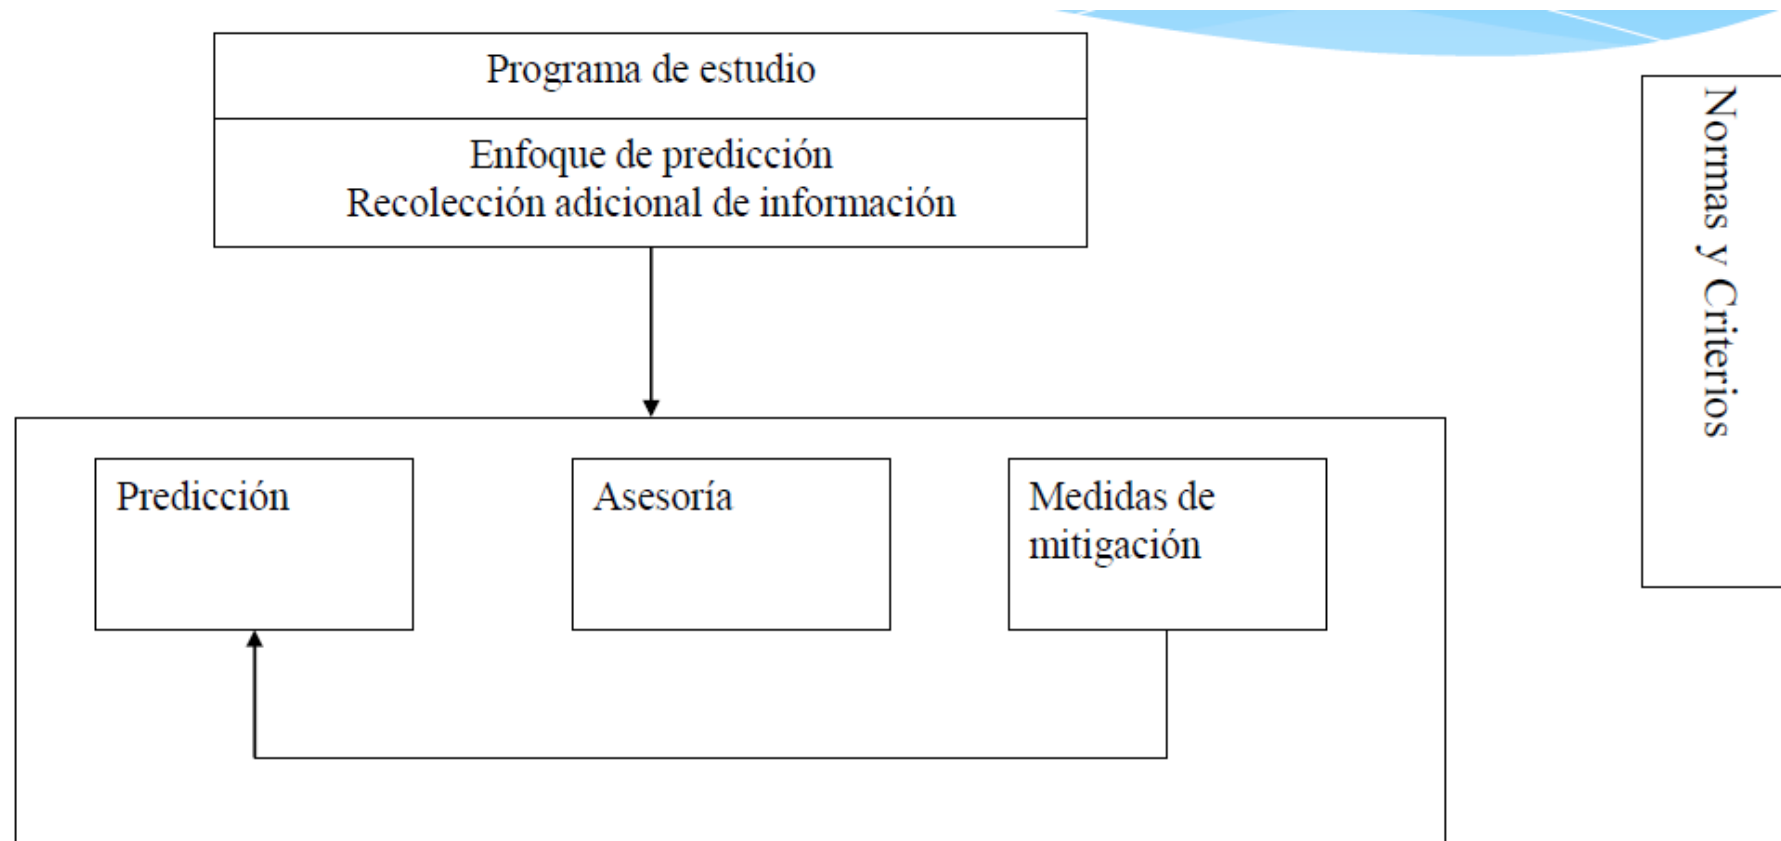 Programa de estudio
Enfoque de predicción
Recolección adicional de información
Normas y Criterios
Predicción
Asesoría
Medidas de
mitigación